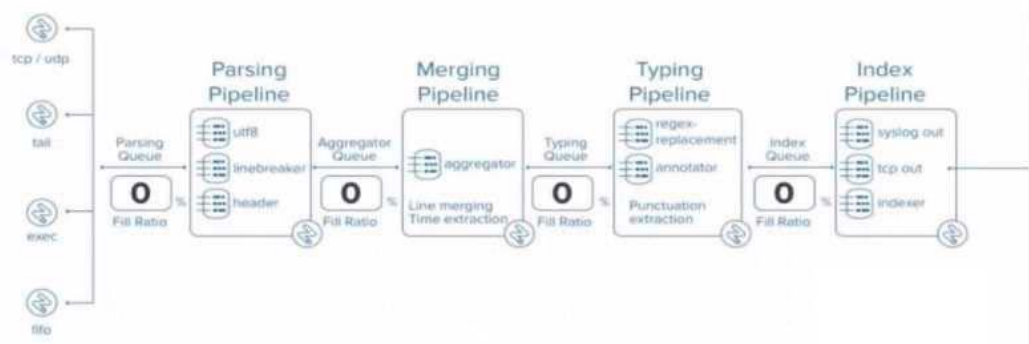 tcp / udp
tail
exec
fifo
Parsing
Queue
0
%
Fill Ratio
Parsing
Pipeline
utf8
linebreaker
header
Aggregator
Queue
0
%
Fill Ratio
Merging
Pipeline
aggregator
Line merging
Time extraction
Typing
Queue
0
%
Fill Ratio
Typing
Pipeline
regex-
replacement
annotator
Punctuation
extraction
Index
Queue
0
%
Fill Ratio
Index
Pipeline
syslog out
tcp out
indexer